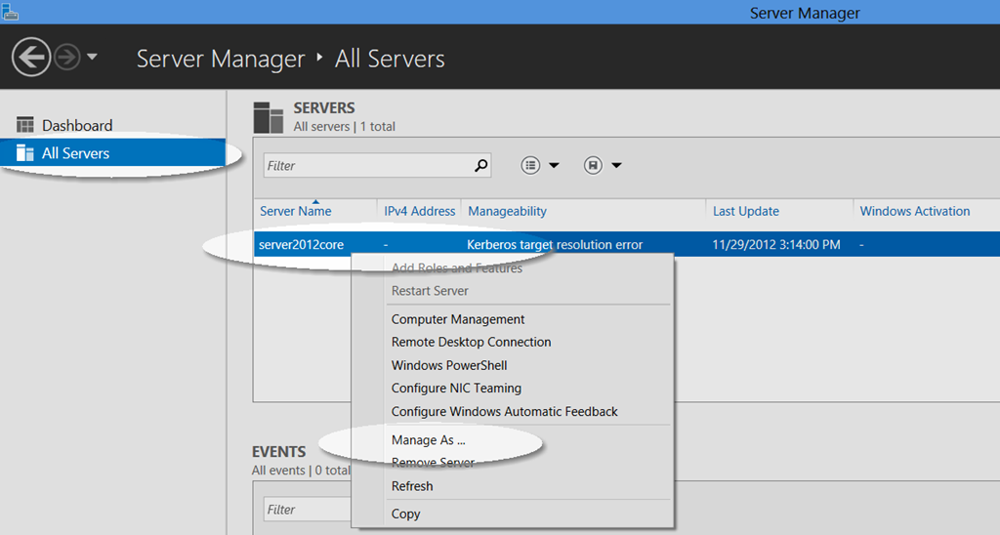 Server Manager
Server Manager ‣ All Servers
Dashboard
All Servers
SERVERS
All servers | 1 total
Filter
Server Name IPv4 Address Manageability Last Update Windows Activation
server2012core - Kerberos target resolution error 11/29/2012 3:14:00 PM -
Add Roles and Features
Restart Server
Computer Management
Remote Desktop Connection
Windows PowerShell
Configure NIC Teaming
Configure Windows Automatic Feedback
Manage As ...
Remove Server
Refresh
Copy
EVENTS
All events | 0 total
Filter